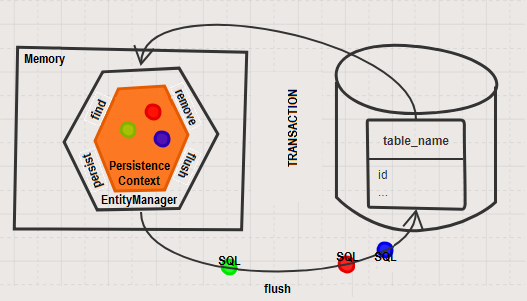 Memory
find
remove
persist
flush
Persistence
Context
EntityManager
TRANSACTION
table_name
id
...
SQL
SQL
SQL
flush